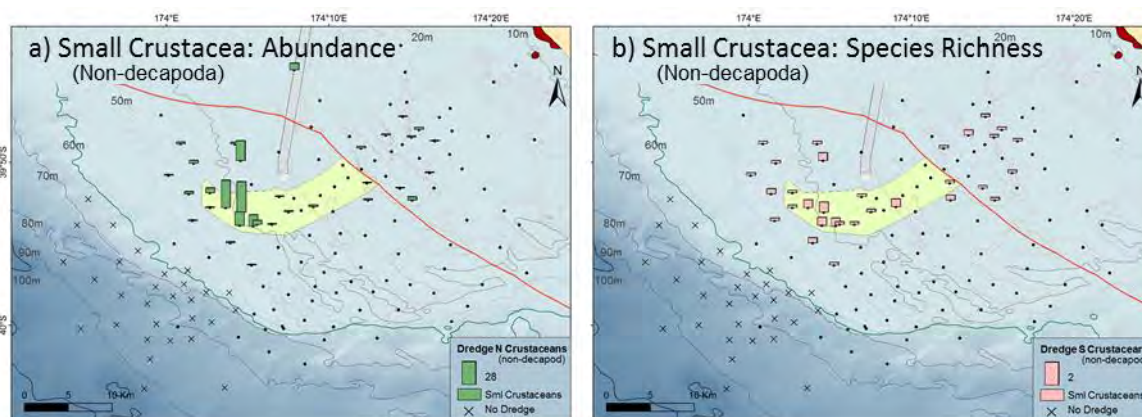 174°E 174°10'E 174°20'E
a) Small Crustacea: Abundance
(Non-decapoda)
20m
10m
N
50m
60m
70m
80m
90m
100m
39°50'S
40°S
Dredge N Crustaceans
(non-decapod)
28
Sml Crustaceans
No Dredge
0 5 10 Km
174°E 174°10'E 174°20'E
b) Small Crustacea: Species Richness
(Non-decapoda)
20m
10m
N
50m
60m
70m
80m
90m
100m
39°50'S
40°S
Dredge S Crustaceans
(non-decapod)
2
Sml Crustaceans
No Dredge
0 5 10 Km